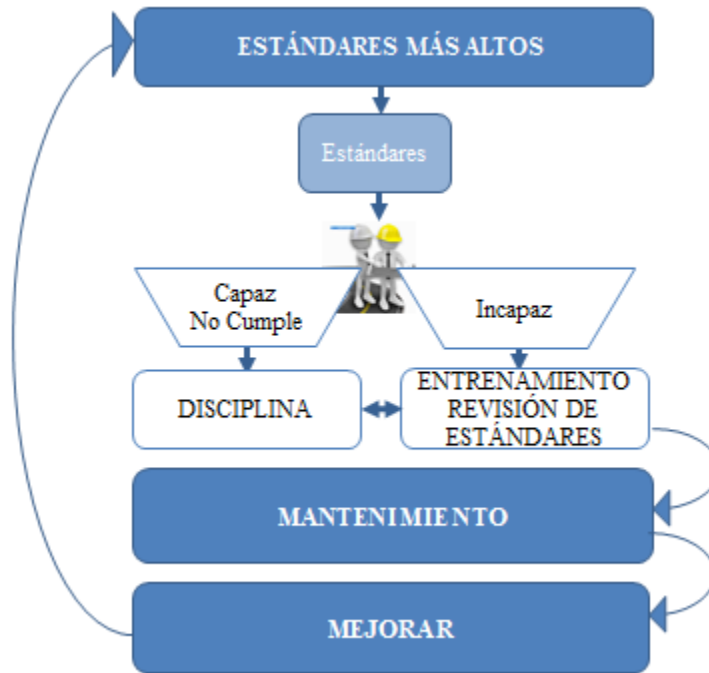 ESTÁNDARES MÁS ALTOS
Estándares
Capaz
No Cumple
Incapaz
DISCIPLINA
ENTRENAMIENTO
REVISIÓN DE
ESTÁNDARES
MANTENIMIENTO
MEJORAR